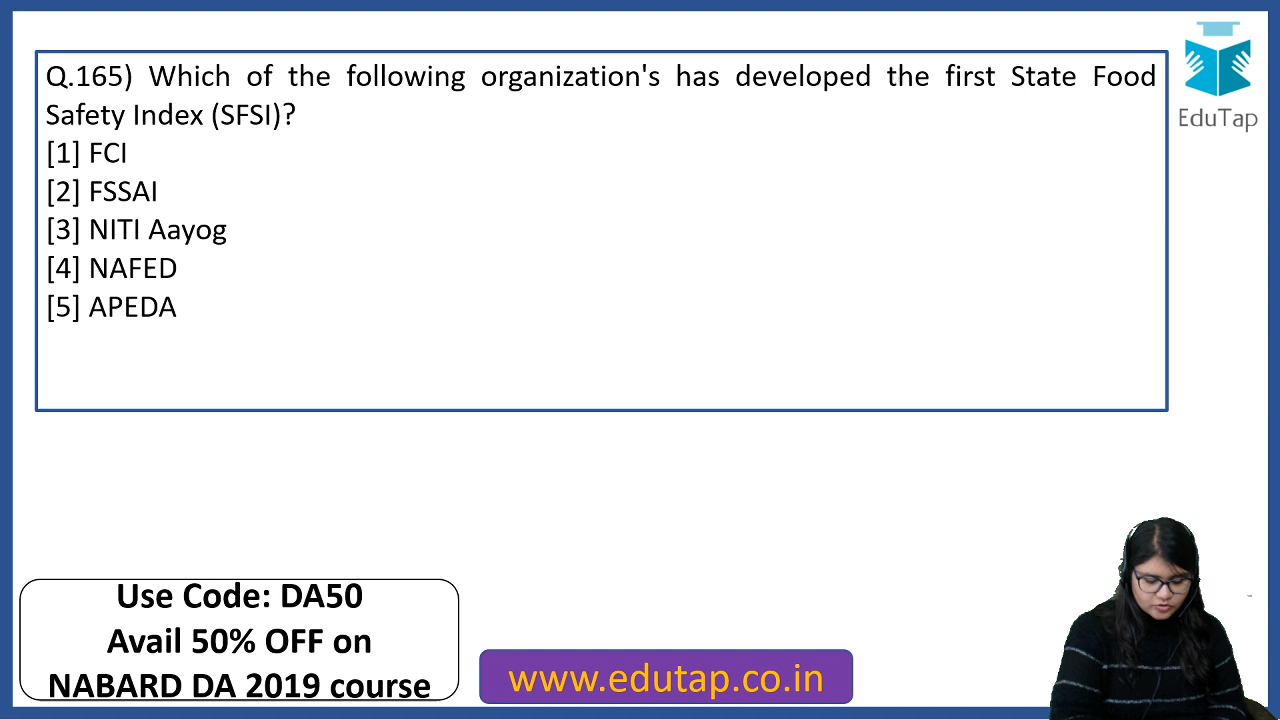 Q.165) Which of the following organization's has developed the first State Food
Safety Index (SFSI)?
[1] FCI
[2] FSSAI
[3] NITI Aayog
[4] NAFED
[5] APEDA
EduTap
Use Code: DA50
Avail 50% OFF on
NABARD DA 2019 course
www.edutap.co.in